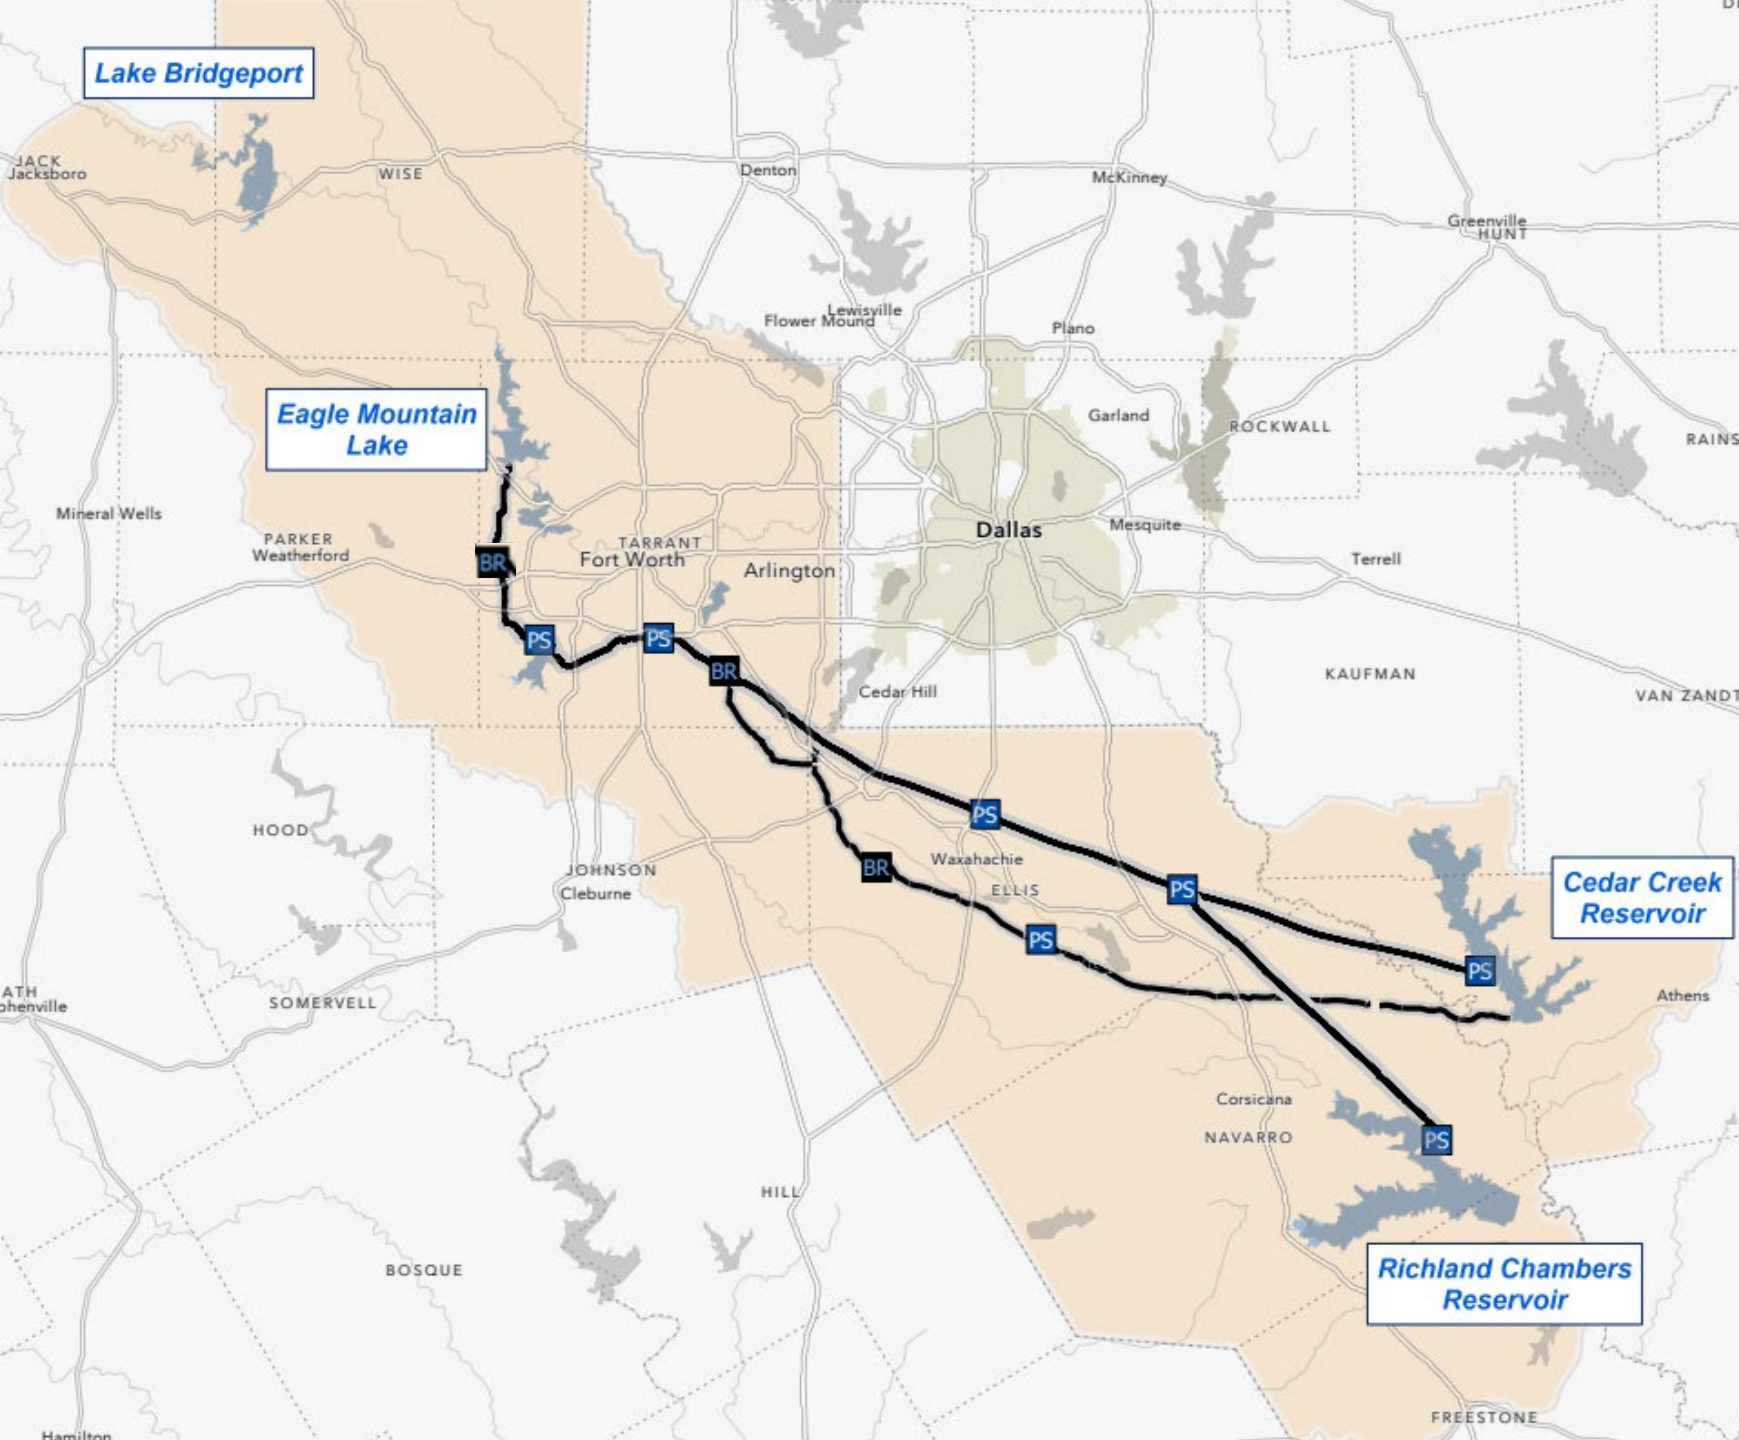 DE
Lake Bridgeport
JACK
Jacksboro
WISE
Denton
McKinney
Greenville
HUNT
Lewisville
Flower Mound
Plano
Eagle Mountain
Lake
Garland
ROCKWALL
RAINS
Mineral Wells
PARKER
Weatherford
TARRANT
Fort Worth
Arlington
Dallas
Mesquite
Terrell
BR
PS
PS
BR
Cedar Hill
KAUFMAN
VAN ZANDT
PS
HOOD
JOHNSON
Cleburne
BR
Waxahachie
ELLIS
PS
Cedar Creek
Reservoir
PS
PS
ATH
phenville
SOMERVELL
Athens
Corsicana
NAVARRO
PS
HILL
BOSQUE
Richland Chambers
Reservoir
FREESTONE
Hamilton